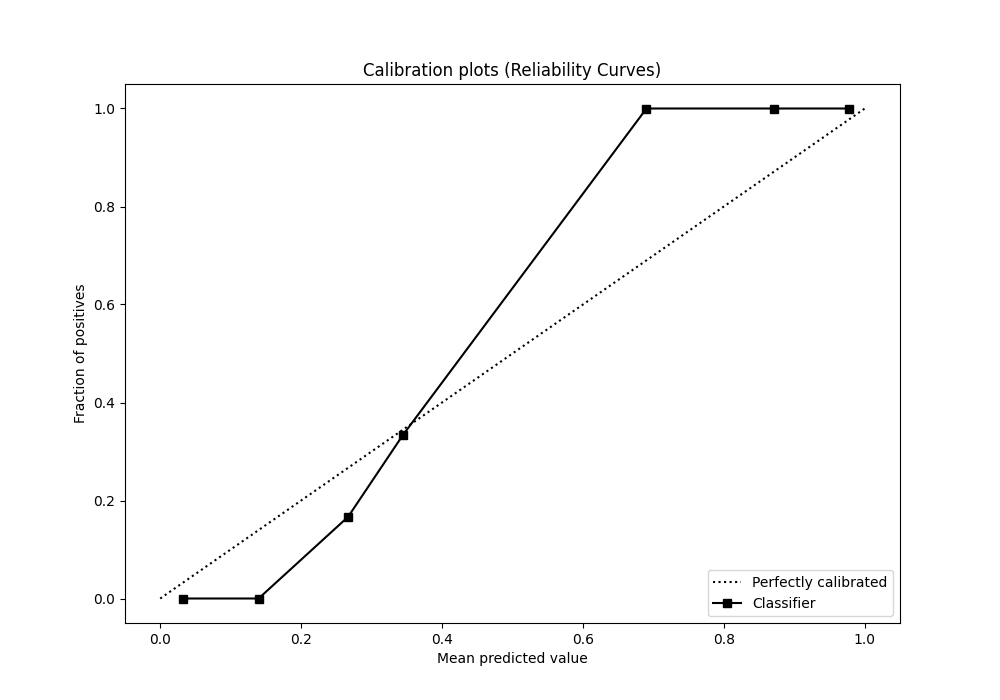 Calibration plots (Reliability Curves)
1.0
0.8
0.6
0.4
0.2
0.0
Fraction of positives
0.0 0.2 0.4 0.6 0.8 1.0
Mean predicted value
Perfectly calibrated
Classifier